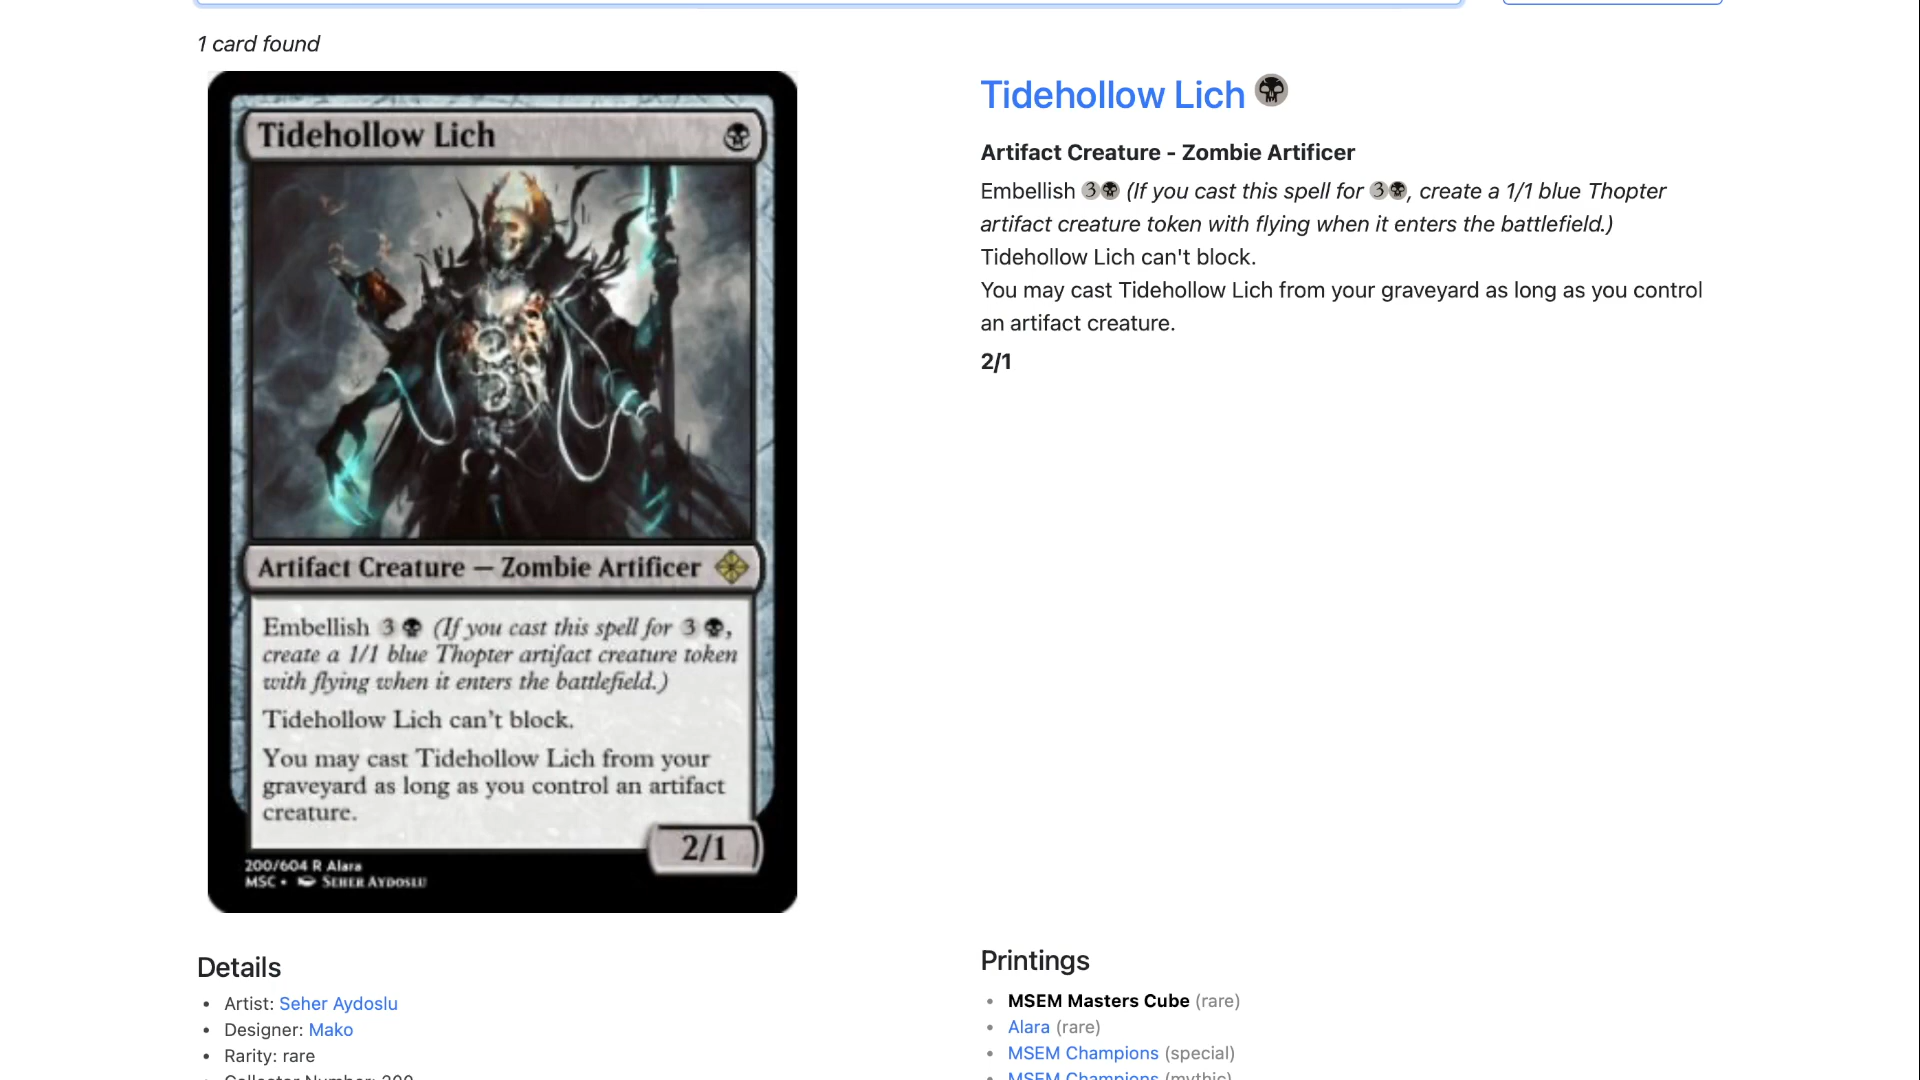 1 card found
Tidehollow Lich
Artifact Creature — Zombie Artificer
Embellish 3 (If you cast this spell for 3 ,
create a 1/1 blue Thopter artifact creature token
with flying when it enters the battlefield.)
Tidehollow Lich can't block.
You may cast Tidehollow Lich from your
graveyard as long as you control an artifact
creature.
2/1
200/604 R Alara
MSC • SEHER AYDOSLU
Tidehollow Lich
Artifact Creature - Zombie Artificer
Embellish 3 (If you cast this spell for 3 , create a 1/1 blue Thopter
artifact creature token with flying when it enters the battlefield.)
Tidehollow Lich can't block.
You may cast Tidehollow Lich from your graveyard as long as you control
an artifact creature.
2/1
Details
• Artist: Seher Aydoslu
• Designer: Mako
• Rarity: rare
• Collector Number: 200
Printings
• MSEM Masters Cube (rare)
• Alara (rare)
• MSEM Champions (special)
• MSEM Champions (mythic)